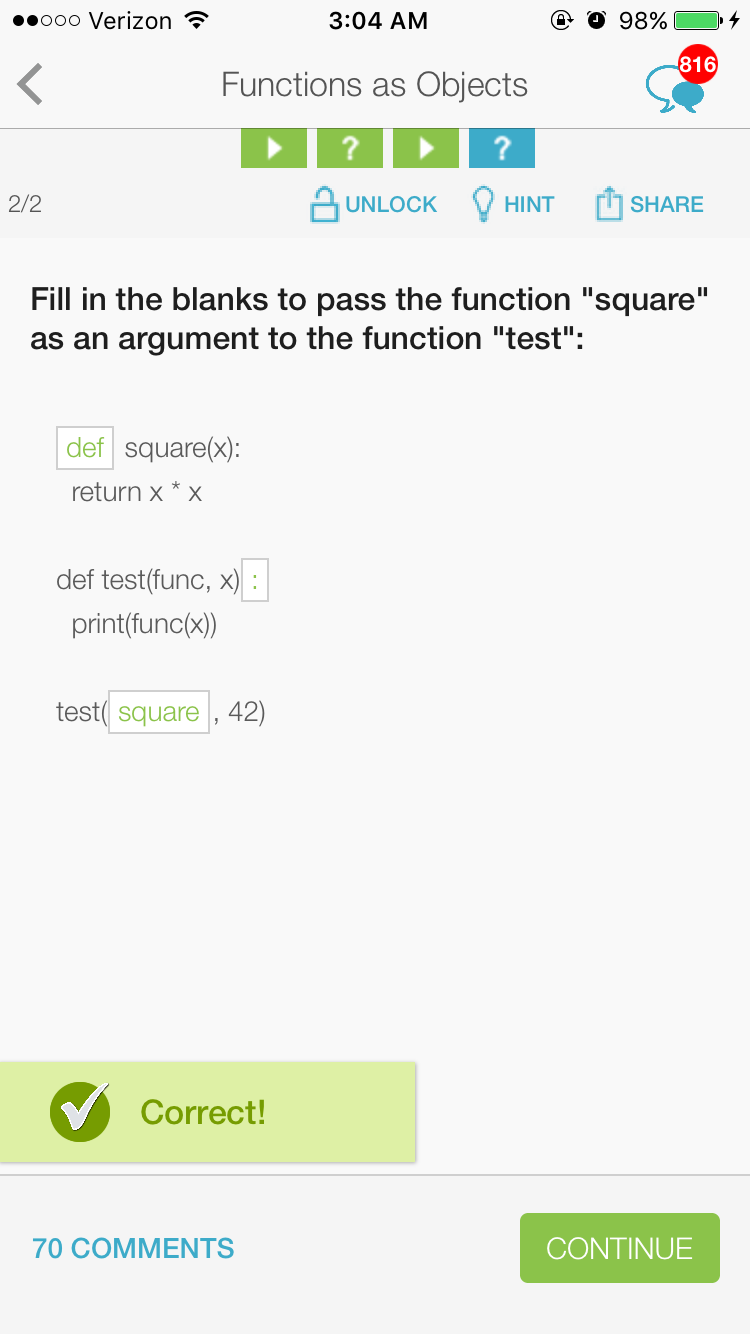 Verizon 3:04 AM 98%
Functions as Objects 816
? ?
2/2 UNLOCK HINT SHARE
Fill in the blanks to pass the function "square"
as an argument to the function "test":
def square(x):
return x * x
def test(func, x) :
print(func(x))
test( square , 42)
Correct!
70 COMMENTS CONTINUE